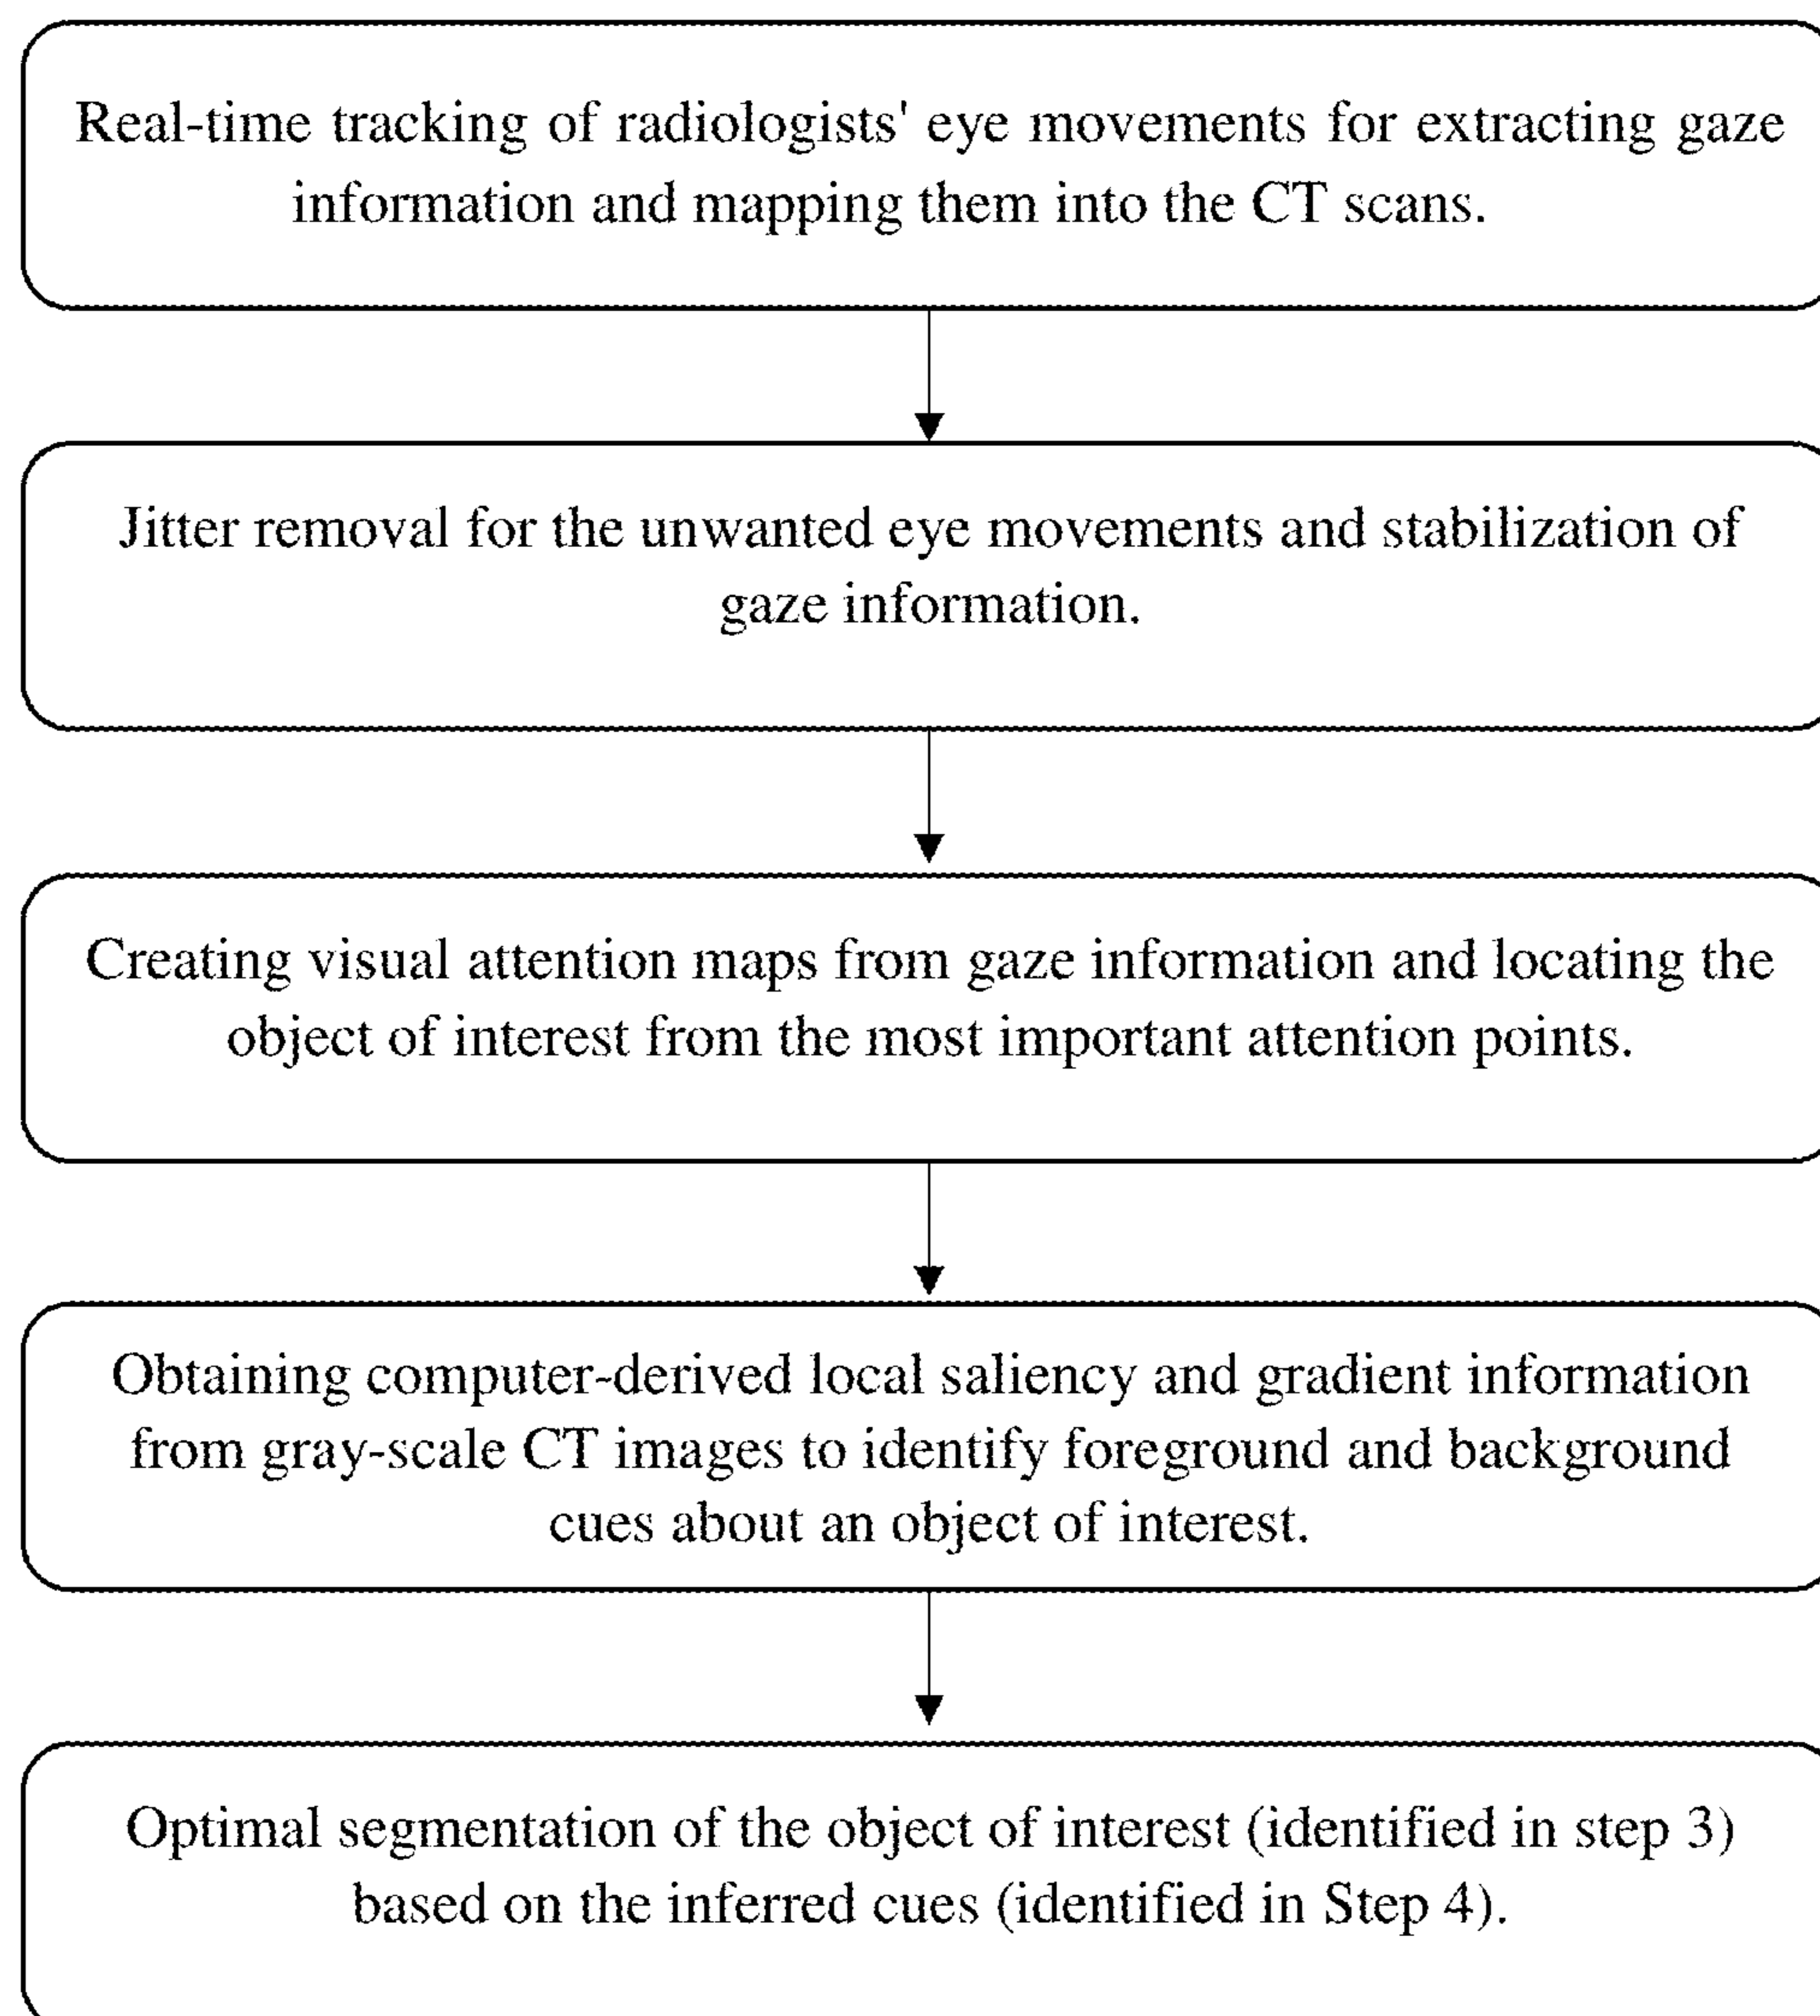 Real-time tracking of radiologists' eye movements for extracting gaze
information and mapping them into the CT scans.
Jitter removal for the unwanted eye movements and stabilization of
gaze information.
Creating visual attention maps from gaze information and locating the
object of interest from the most important attention points.
Obtaining computer-derived local saliency and gradient information
from gray-scale CT images to identify foreground and background
cues about an object of interest.
Optimal segmentation of the object of interest (identified in step 3)
based on the inferred cues (identified in Step 4).